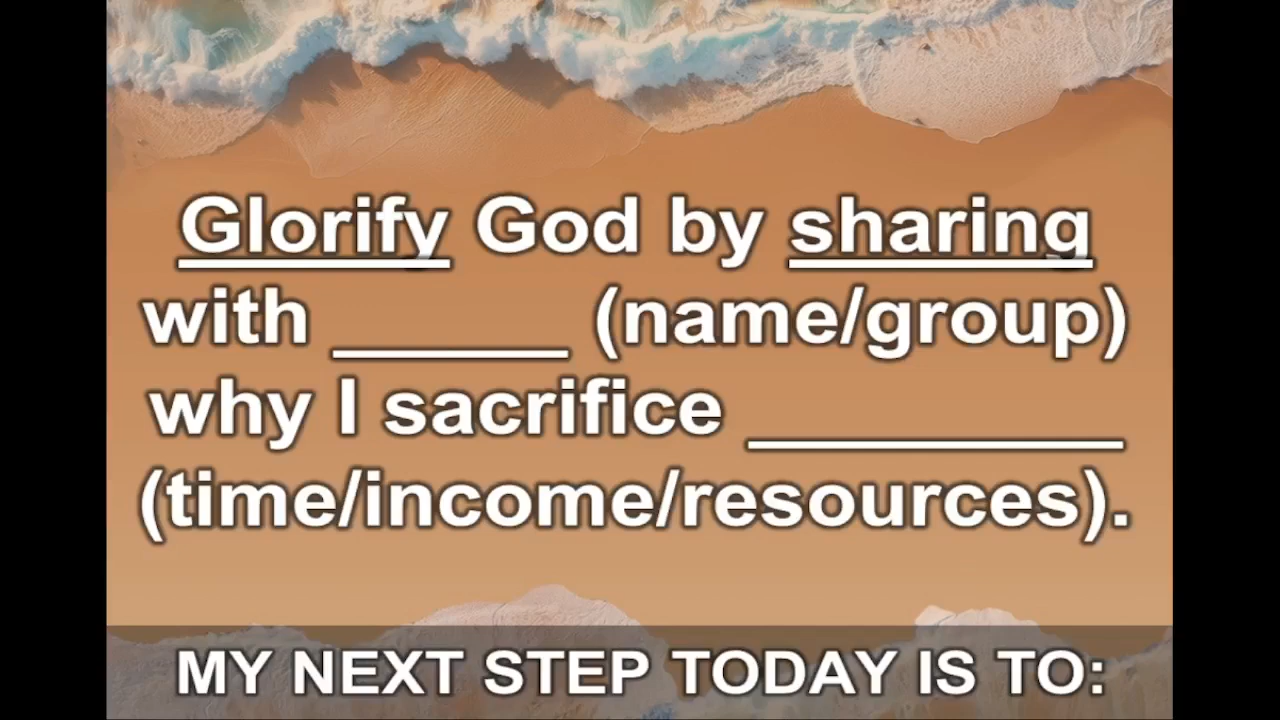 Glorify God by sharing
with ______ (name/group)
why I sacrifice __________
(time/income/resources).
MY NEXT STEP TODAY IS TO: